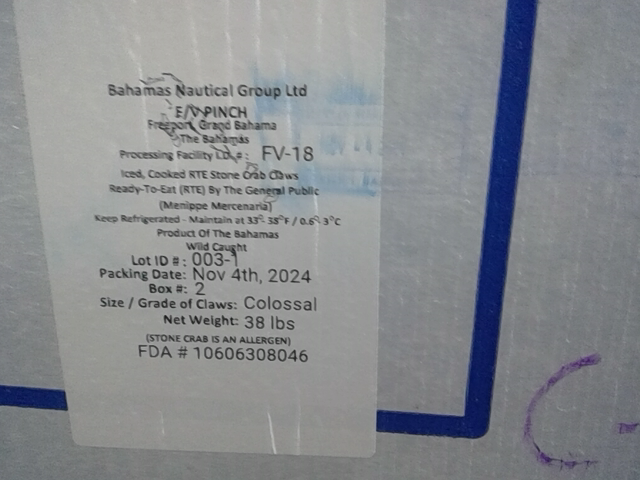 Bahamas Nautical Group Ltd
F/V PINCH
Freeport, Grand Bahama
The Bahamas
Processing Facility I.D.#: FV-18
Iced, Cooked RTE Stone Crab Claws
Ready-To-Eat (RTE) By The General Public
(Menippe Mercenaria)
Keep Refrigerated - Maintain at 33°- 38°F / 0.6°- 3°C
Product Of The Bahamas
Wild Caught
Lot ID #: 003-1
Packing Date: Nov 4th, 2024
Box #: 2
Size / Grade of Claws: Colossal
Net Weight: 38 lbs
(STONE CRAB IS AN ALLERGEN)
FDA # 10606308046
C-